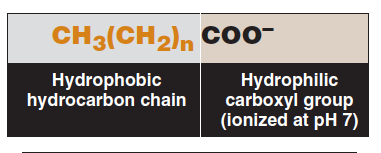 CH₃(CH₂)ₙ COO⁻
Hydrophobic
hydrocarbon chain
Hydrophilic
carboxyl group
(ionized at pH 7)